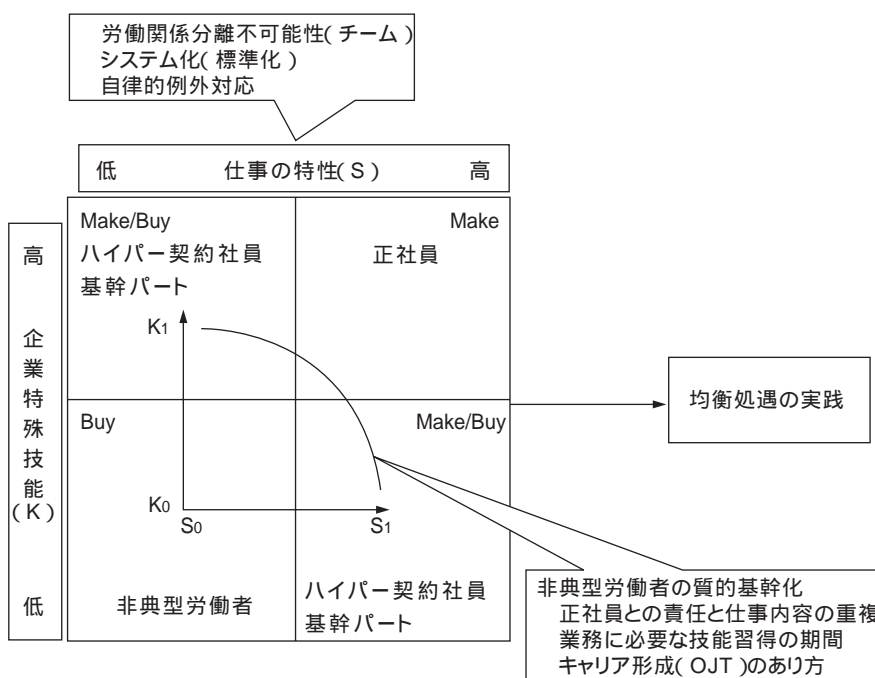 労働関係分離不可能性(チーム)
システム化(標準化)
自律的例外対応
低 仕事の特性(S) 高
高
企業特殊技能(K)
低
Make/Buy
ハイパー契約社員
基幹パート
Make
正社員
K1
K0
S0
S1
Buy
非典型労働者
Make/Buy
ハイパー契約社員
基幹パート
均衡処遇の実践
非典型労働者の質的基幹化
正社員との責任と仕事内容の重複
業務に必要な技能習得の期間
キャリア形成(OJT)のあり方